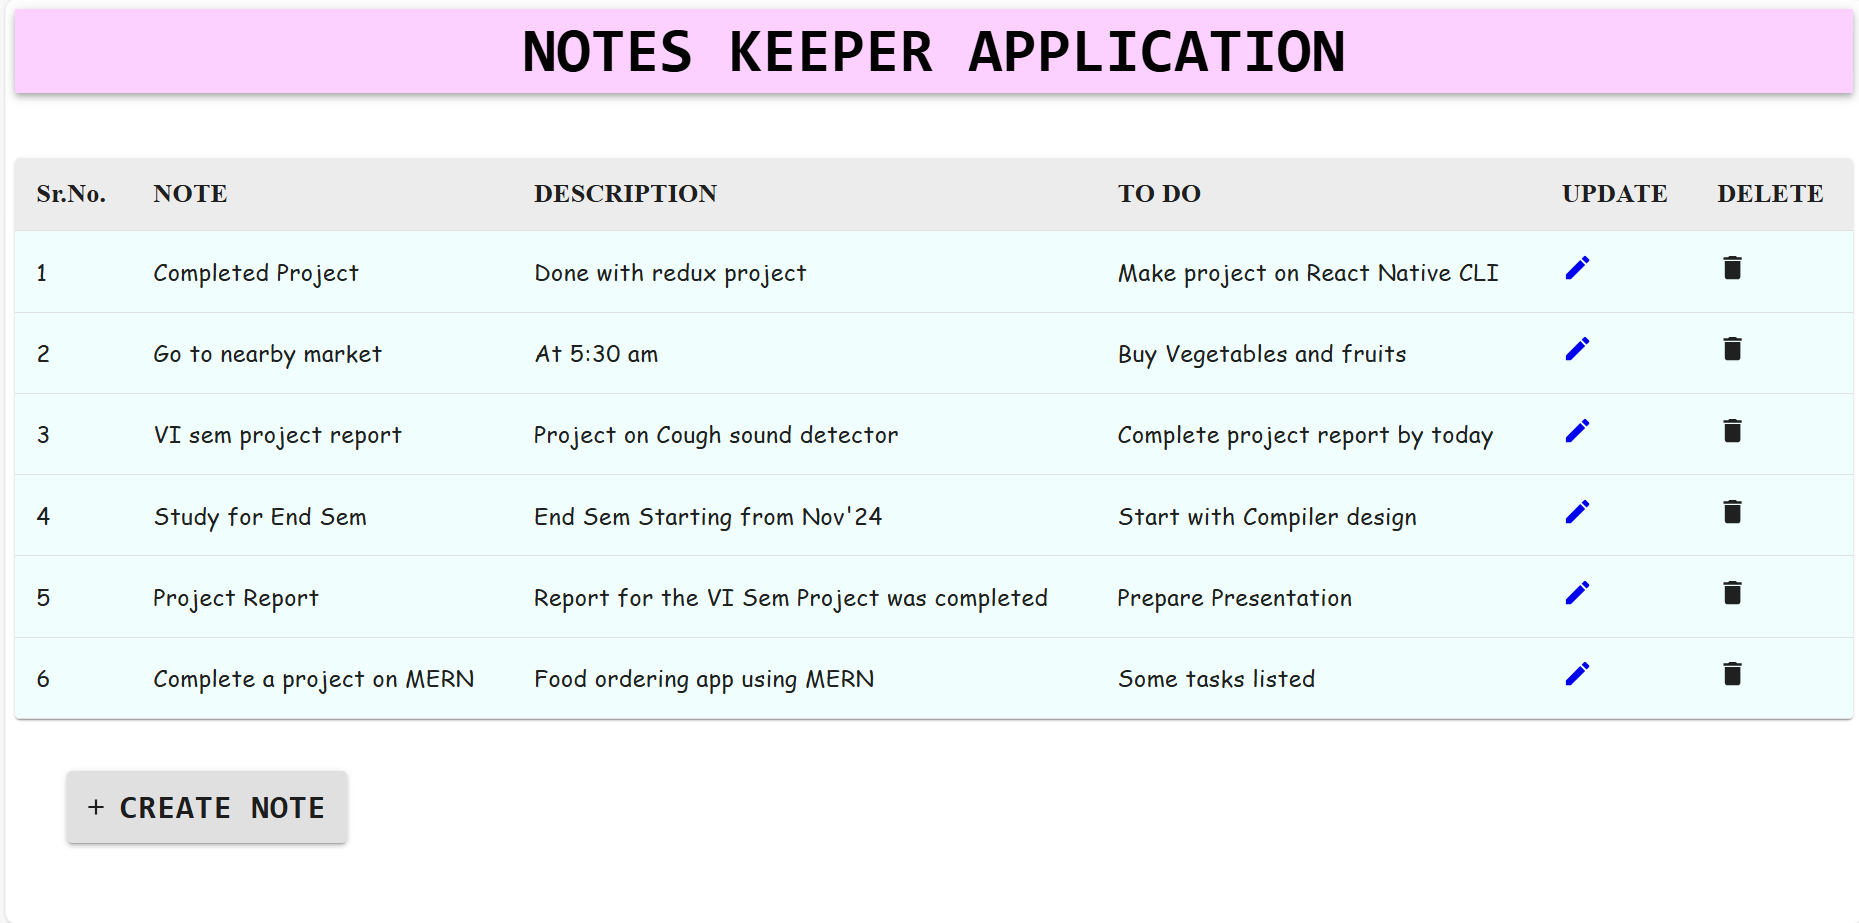 NOTES KEEPER APPLICATION
Sr.No. NOTE DESCRIPTION TO DO UPDATE DELETE
1 Completed Project Done with redux project Make project on React Native CLI
2 Go to nearby market At 5:30 am Buy Vegetables and fruits
3 VI sem project report Project on Cough sound detector Complete project report by today
4 Study for End Sem End Sem Starting from Nov'24 Start with Compiler design
5 Project Report Report for the VI Sem Project was completed Prepare Presentation
6 Complete a project on MERN Food ordering app using MERN Some tasks listed
+ CREATE NOTE